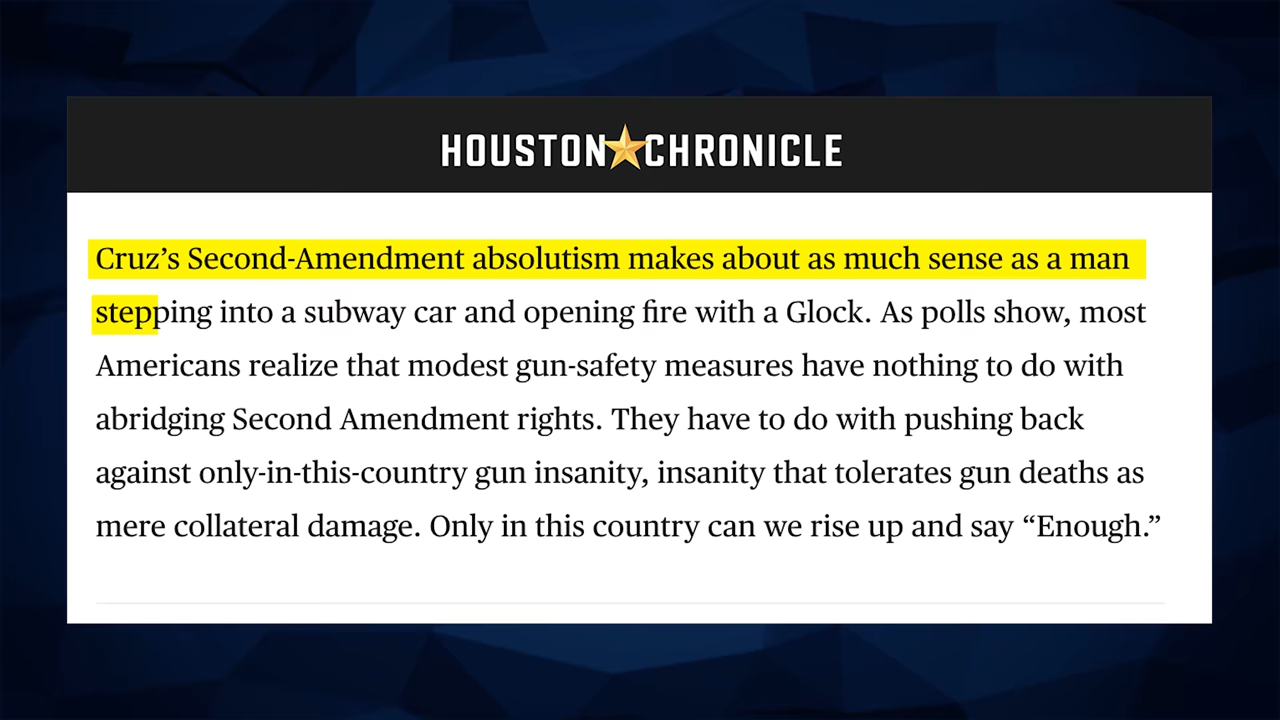 HOUSTON CHRONICLE
Cruz’s Second-Amendment absolutism makes about as much sense as a man
stepping into a subway car and opening fire with a Glock. As polls show, most
Americans realize that modest gun-safety measures have nothing to do with
abridging Second Amendment rights. They have to do with pushing back
against only-in-this-country gun insanity, insanity that tolerates gun deaths as
mere collateral damage. Only in this country can we rise up and say “Enough.”